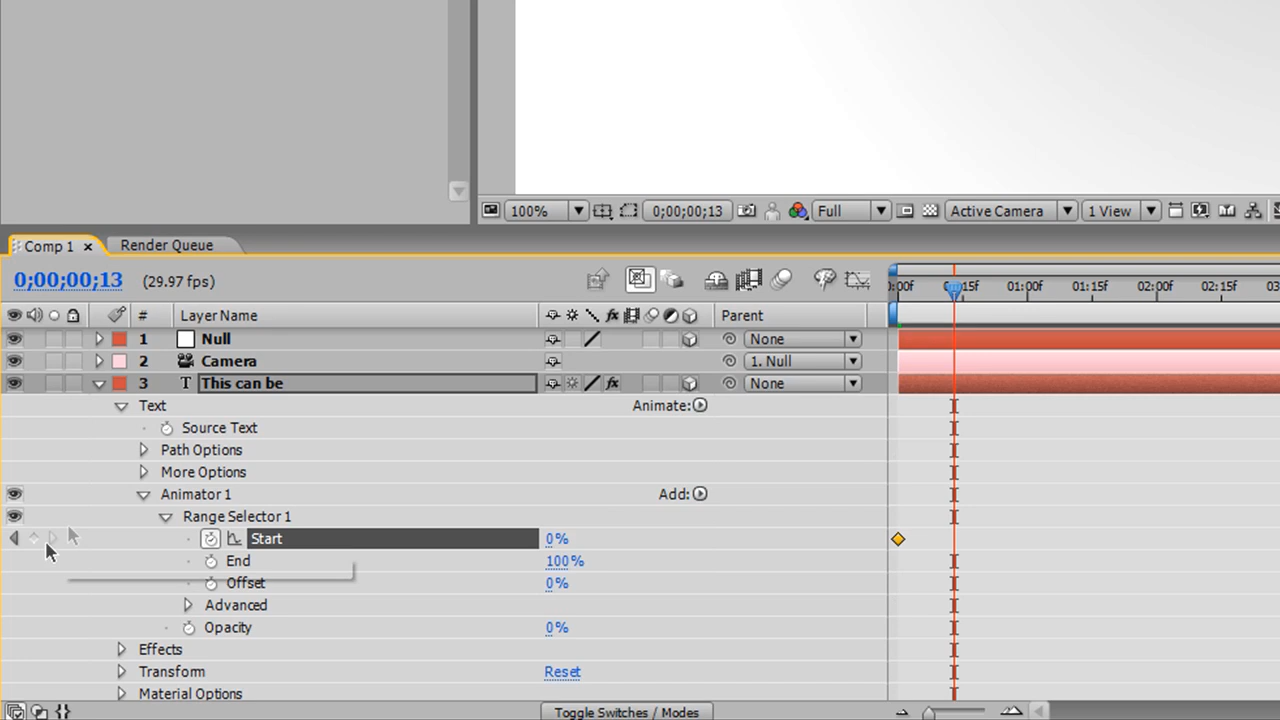 100% 0;00;00;13 Full Active Camera 1 View
Comp 1 × Render Queue
0;00;00;13 (29.97 fps)
15f 01:00f 01:15f 02:00f 02:15f
# Layer Name fx Parent
1 Null None
2 Camera 1. Null
3 T This can be fx None
Text Animate:
Source Text
Path Options
More Options
Animator 1 Add:
Range Selector 1
Start 0%
End 100%
Offset 0%
Advanced
Opacity 0%
Effects
Transform Reset
Material Options
{} Toggle Switches / Modes